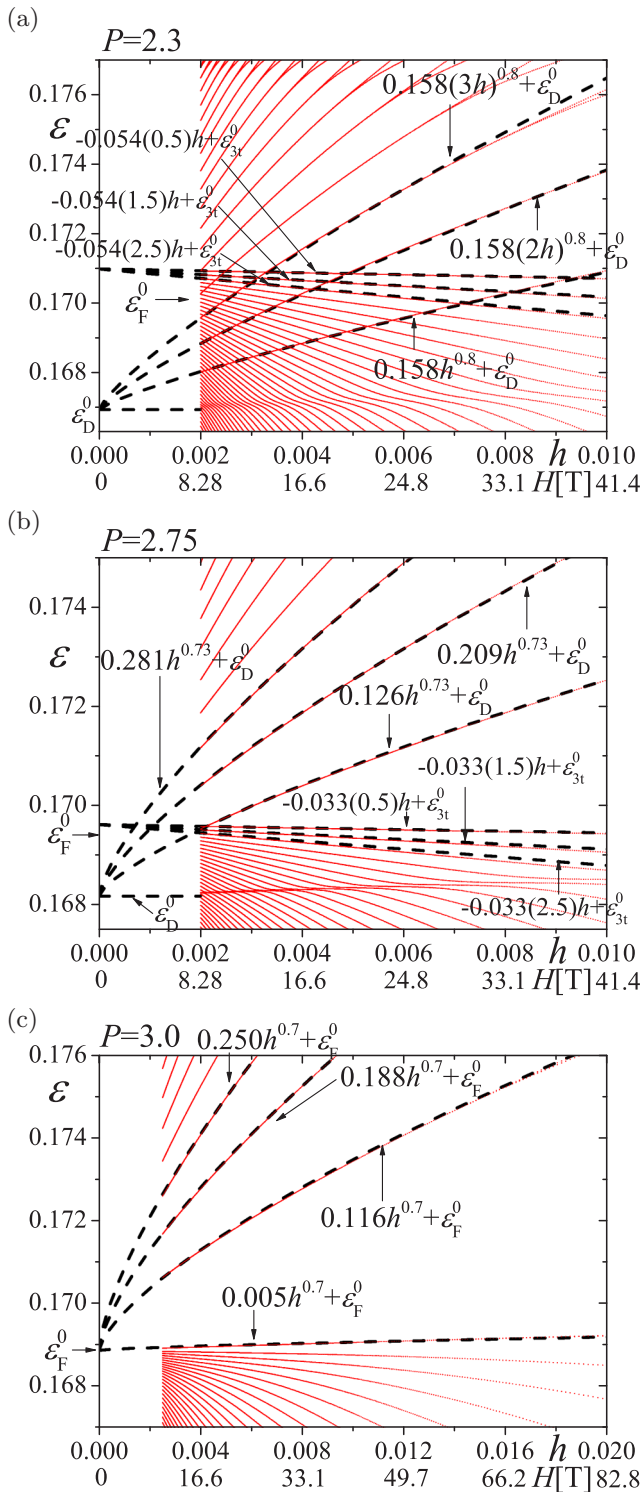 (a)
P=2.3
0.176
0.174
0.172
0.170
0.168
ε
0.158(3h)^0.8+ε_D^0
-0.054(0.5)h+ε_3t^0
-0.054(1.5)h+ε_3t^0
-0.054(2.5)h+ε_3t^0
0.158(2h)^0.8+ε_D^0
ε_F^0
0.158h^0.8+ε_D^0
ε_D^0
0.000 0.002 0.004 0.006 0.008 h 0.010
0 8.28 16.6 24.8 33.1 H[T] 41.4
(b)
P=2.75
0.174
0.172
0.170
0.168
ε
0.281h^0.73+ε_D^0
0.209h^0.73+ε_D^0
0.126h^0.73+ε_D^0
-0.033(1.5)h+ε_3t^0
-0.033(0.5)h+ε_3t^0
ε_F^0
ε_D^0
-0.033(2.5)h+ε_3t^0
0.000 0.002 0.004 0.006 0.008 h 0.010
0 8.28 16.6 24.8 33.1 H[T] 41.4
(c)
P=3.0
0.176
0.174
0.172
0.170
0.168
ε
0.250h^0.7+ε_F^0
0.188h^0.7+ε_F^0
0.116h^0.7+ε_F^0
0.005h^0.7+ε_F^0
ε_F^0
0.000 0.004 0.008 0.012 0.016 h 0.020
0 16.6 33.1 49.7 66.2 H[T] 82.8